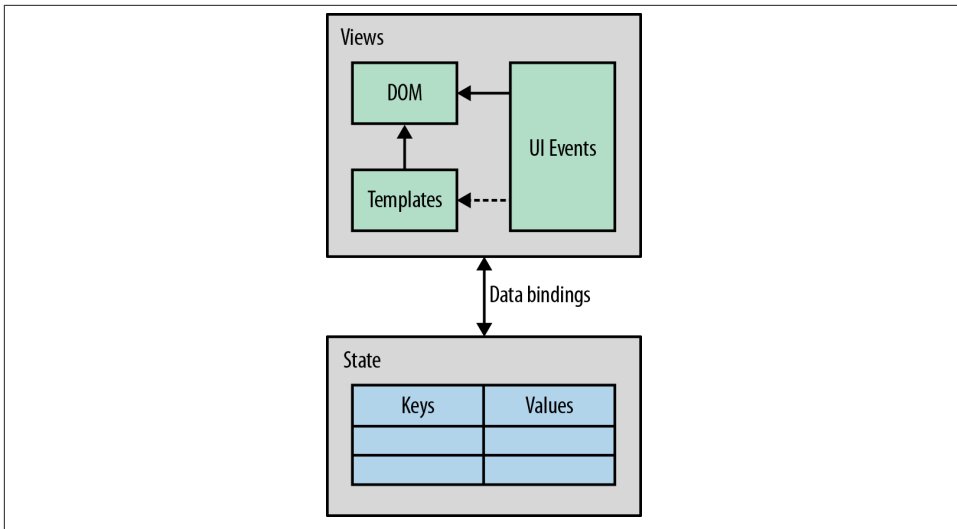 Views
DOM
UI Events
Templates
Data bindings
State
Keys Values